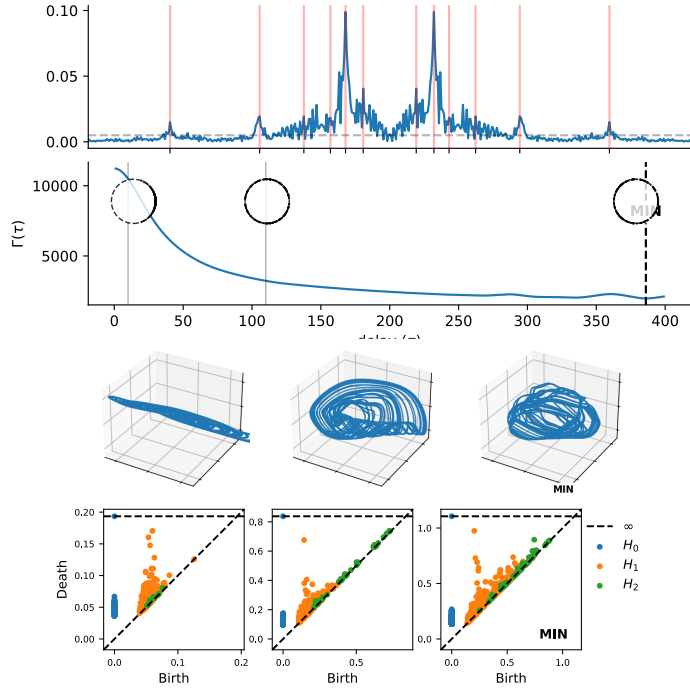 0.10
0.05
0.00
10000
5000
Γ(τ)
MIN
0 50 100 150 200 250 300 350 400
delay (τ)
MIN
0.20
0.15
0.10
0.05
0.00
Death
0.0 0.1 0.2
Birth
0.8
0.6
0.4
0.2
0.0
0.0 0.5
Birth
1.0
0.5
0.0
0.0 0.5 1.0
Birth
MIN
∞
H₀
H₁
H₂